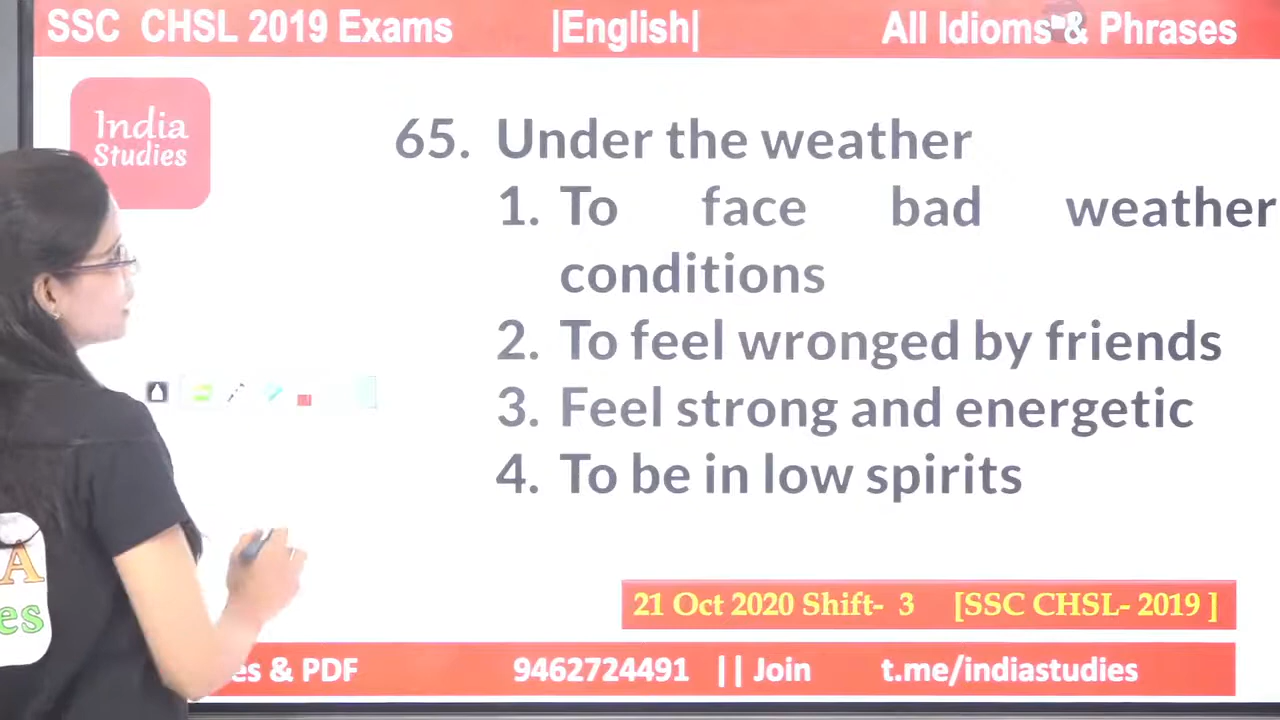 SSC CHSL 2019 Exams |English| All Idioms & Phrases
India
Studies
65. Under the weather
1. To face bad weather
conditions
2. To feel wronged by friends
3. Feel strong and energetic
4. To be in low spirits
21 Oct 2020 Shift- 3 [SSC CHSL- 2019 ]
& PDF 9462724491 || Join t.me/indiastudies